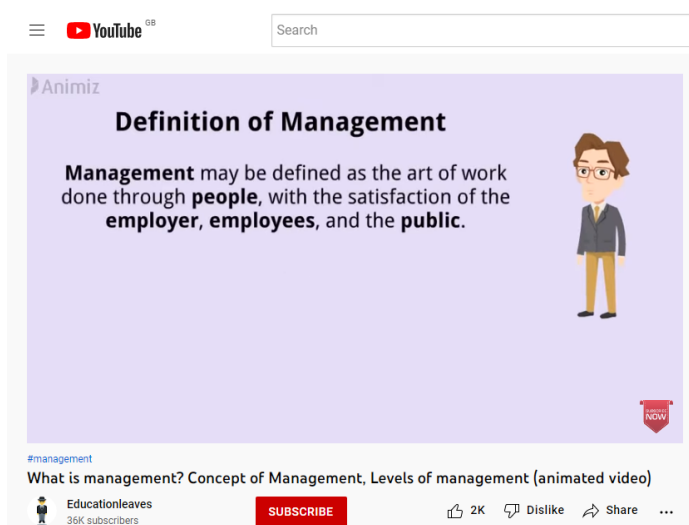 YouTube GB
Search
Animiz
Definition of Management
Management may be defined as the art of work
done through people, with the satisfaction of the
employer, employees, and the public.
SUBSCRIBE
NOW
#management
What is management? Concept of Management, Levels of management (animated video)
Educationleaves
36K subscribers
SUBSCRIBE
2K
Dislike
Share